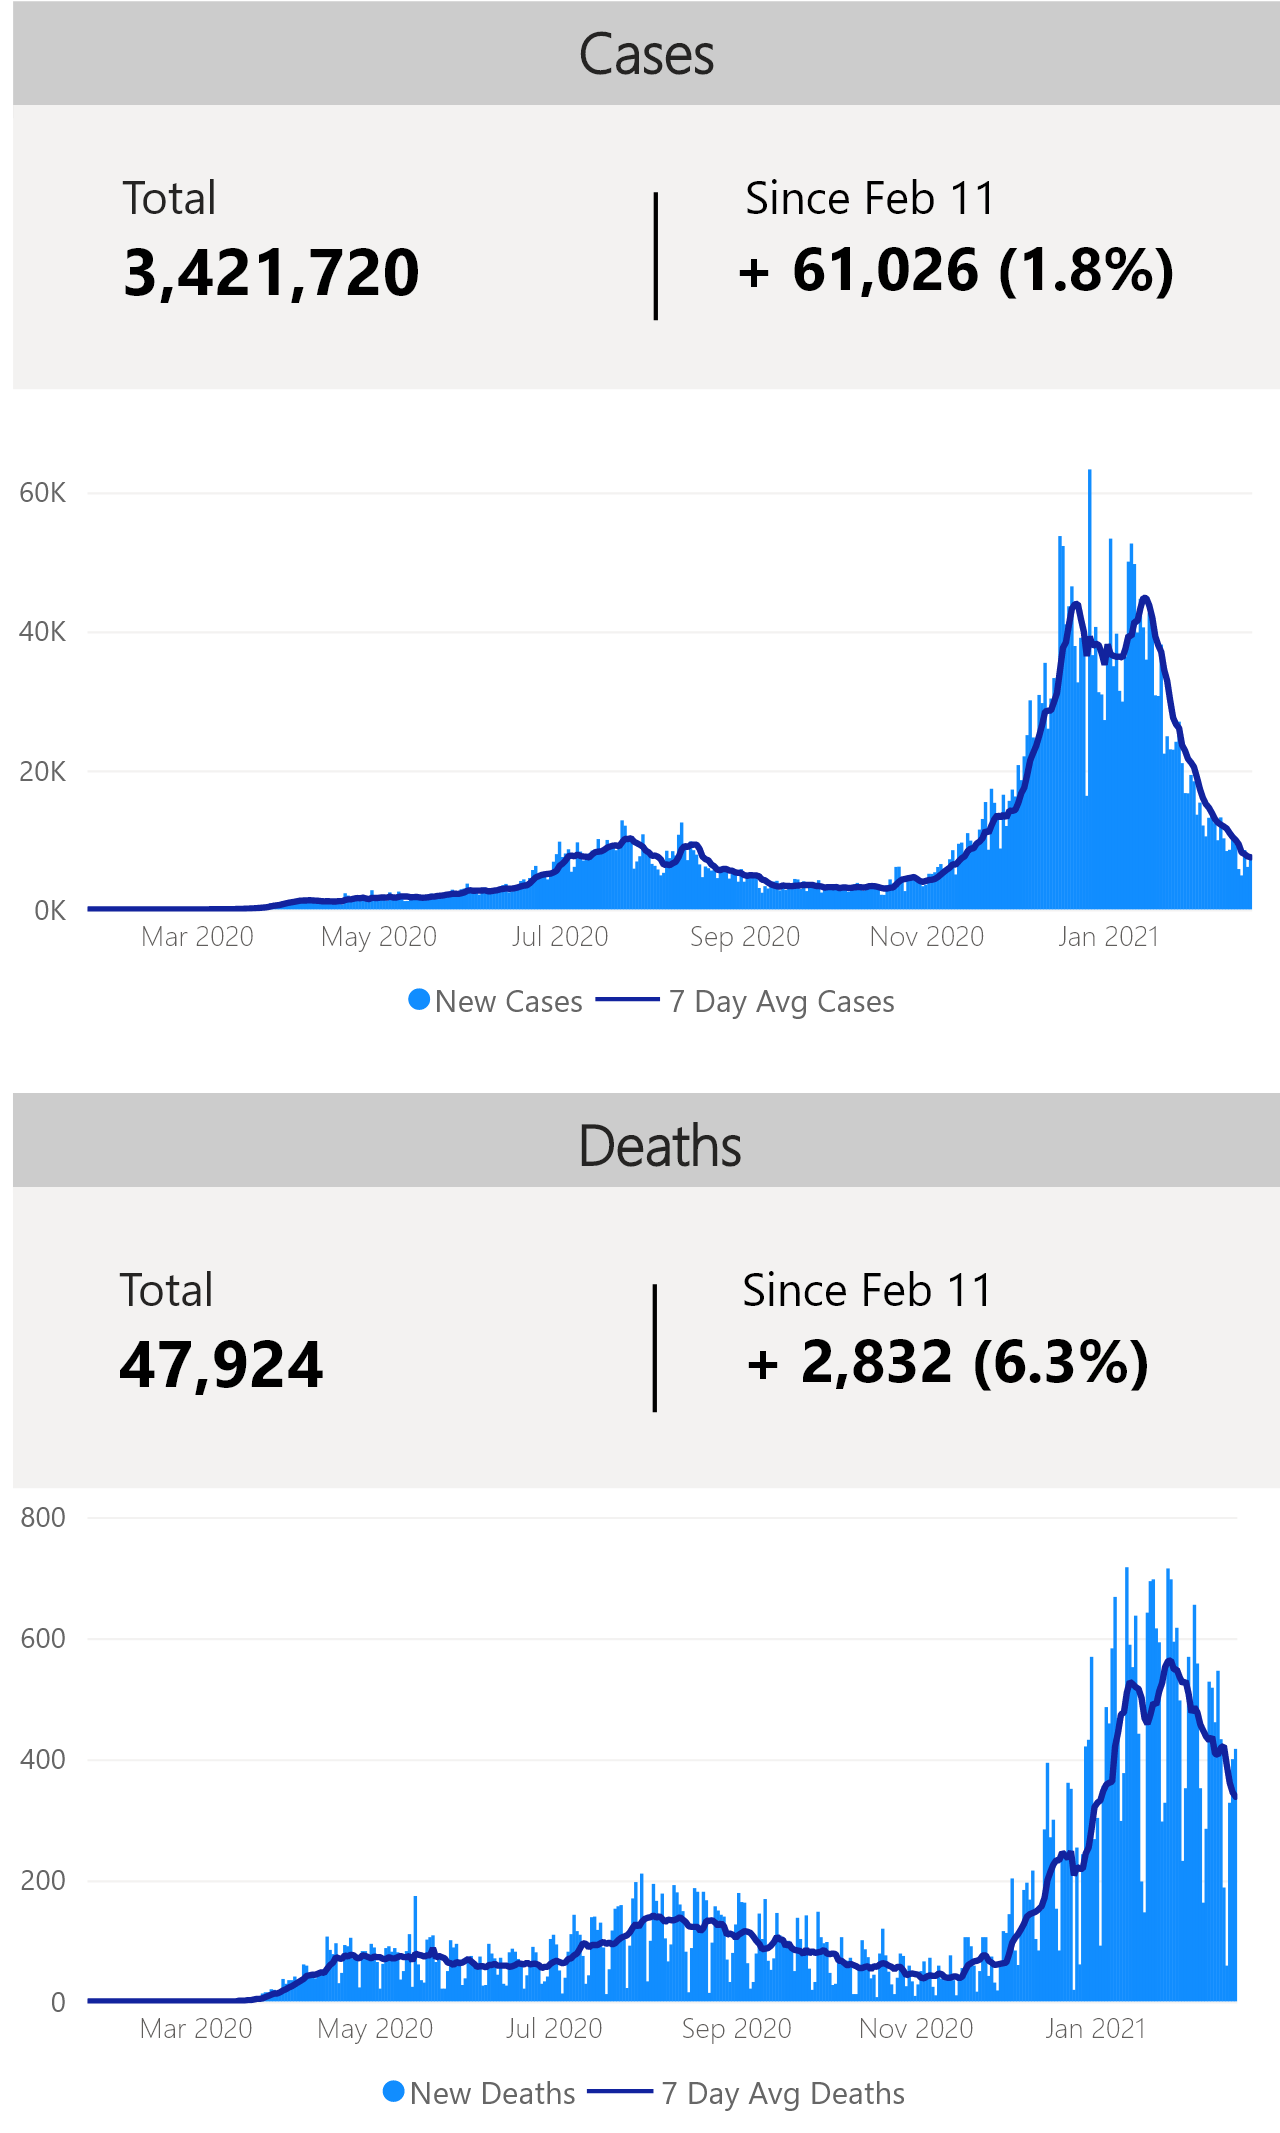 Cases
Total
Since Feb 11
3,421,720
+ 61,026 (1.8%)
60K
40K
20K
0K
Mar 2020 May 2020 Jul 2020 Sep 2020 Nov 2020 Jan 2021
New Cases 7 Day Avg Cases
Deaths
Total
Since Feb 11
47,924
+ 2,832 (6.3%)
800
600
400
200
0
Mar 2020 May 2020 Jul 2020 Sep 2020 Nov 2020 Jan 2021
New Deaths 7 Day Avg Deaths